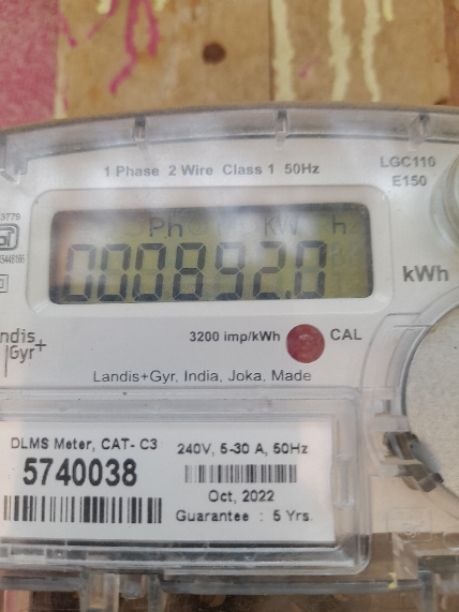 1 Phase 2 Wire Class 1 50Hz
LGC110
E150
Ph KW h
000892.0
kWh
ndis
Gyr+
3200 imp/kWh
CAL
Landis+Gyr, India, Joka, Made
DLMS Meter, CAT- C3
5740038
240V, 5-30 A, 50Hz
Oct, 2022
Guarantee : 5 Yrs.